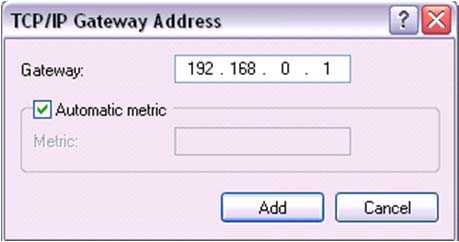 TCP/IP Gateway Address
?
Gateway:
192 . 168 . 0 . 1
Automatic metric
Metric:
Add
Cancel